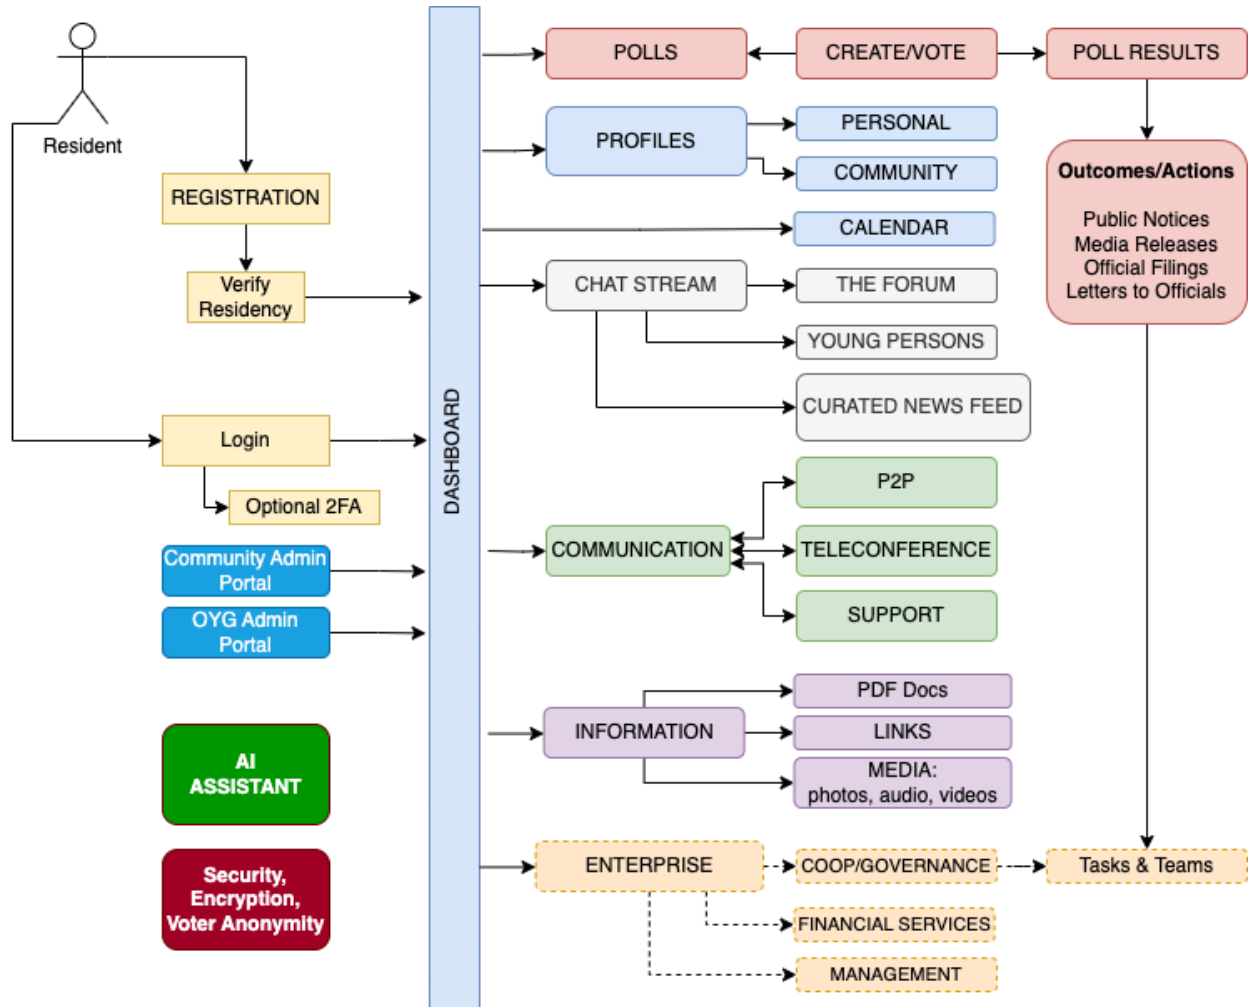 Resident
REGISTRATION
Verify
Residency
Login
Optional 2FA
Community Admin
Portal
OYG Admin
Portal
AI
ASSISTANT
Security,
Encryption,
Voter Anonymity
DASHBOARD
POLLS
CREATE/VOTE
POLL RESULTS
PROFILES
PERSONAL
COMMUNITY
Outcomes/Actions
Public Notices
Media Releases
Official Filings
Letters to Officials
CALENDAR
CHAT STREAM
THE FORUM
YOUNG PERSONS
CURATED NEWS FEED
COMMUNICATION
P2P
TELECONFERENCE
SUPPORT
INFORMATION
PDF Docs
LINKS
MEDIA:
photos, audio, videos
ENTERPRISE
COOP/GOVERNANCE
Tasks & Teams
FINANCIAL SERVICES
MANAGEMENT